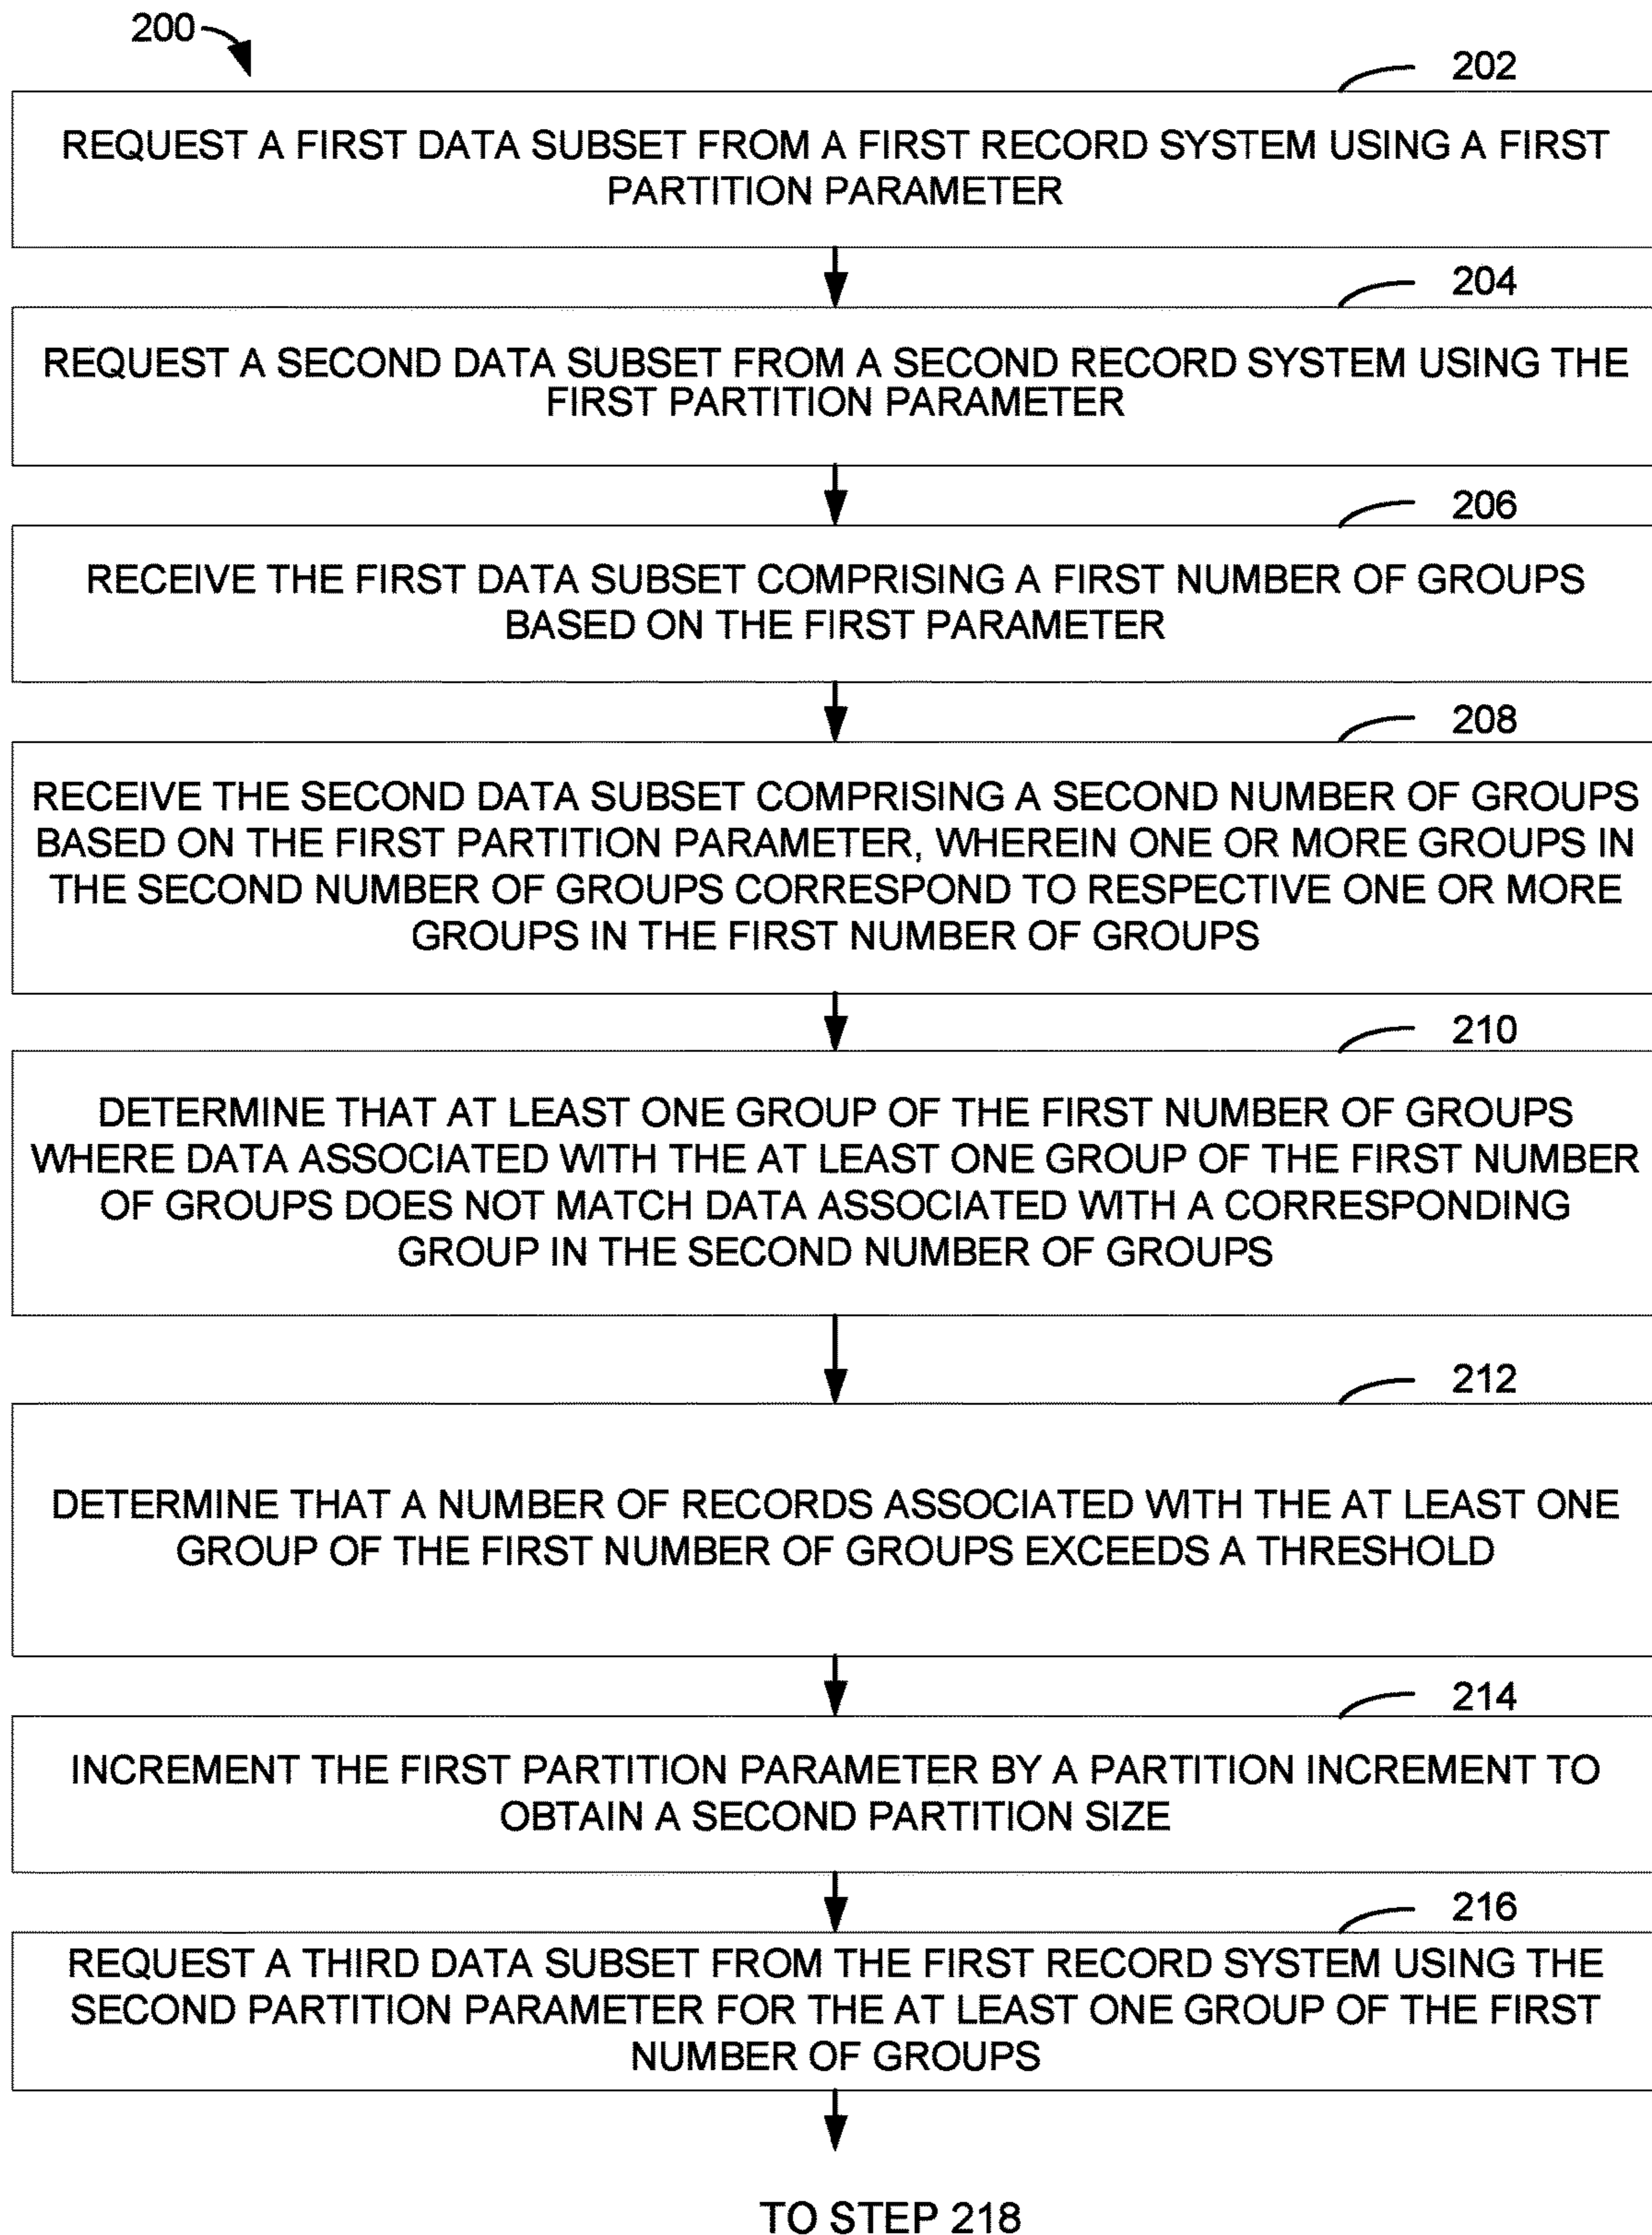 200
202
REQUEST A FIRST DATA SUBSET FROM A FIRST RECORD SYSTEM USING A FIRST
PARTITION PARAMETER
204
REQUEST A SECOND DATA SUBSET FROM A SECOND RECORD SYSTEM USING THE
FIRST PARTITION PARAMETER
206
RECEIVE THE FIRST DATA SUBSET COMPRISING A FIRST NUMBER OF GROUPS
BASED ON THE FIRST PARAMETER
208
RECEIVE THE SECOND DATA SUBSET COMPRISING A SECOND NUMBER OF GROUPS
BASED ON THE FIRST PARTITION PARAMETER, WHEREIN ONE OR MORE GROUPS IN
THE SECOND NUMBER OF GROUPS CORRESPOND TO RESPECTIVE ONE OR MORE
GROUPS IN THE FIRST NUMBER OF GROUPS
210
DETERMINE THAT AT LEAST ONE GROUP OF THE FIRST NUMBER OF GROUPS
WHERE DATA ASSOCIATED WITH THE AT LEAST ONE GROUP OF THE FIRST NUMBER
OF GROUPS DOES NOT MATCH DATA ASSOCIATED WITH A CORRESPONDING
GROUP IN THE SECOND NUMBER OF GROUPS
212
DETERMINE THAT A NUMBER OF RECORDS ASSOCIATED WITH THE AT LEAST ONE
GROUP OF THE FIRST NUMBER OF GROUPS EXCEEDS A THRESHOLD
214
INCREMENT THE FIRST PARTITION PARAMETER BY A PARTITION INCREMENT TO
OBTAIN A SECOND PARTITION SIZE
216
REQUEST A THIRD DATA SUBSET FROM THE FIRST RECORD SYSTEM USING THE
SECOND PARTITION PARAMETER FOR THE AT LEAST ONE GROUP OF THE FIRST
NUMBER OF GROUPS
TO STEP 218